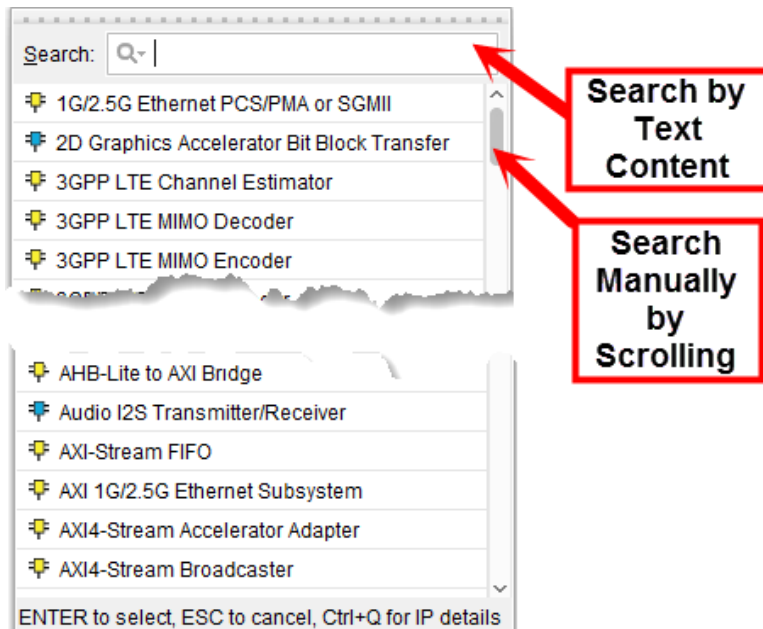 Search:
1G/2.5G Ethernet PCS/PMA or SGMII
2D Graphics Accelerator Bit Block Transfer
3GPP LTE Channel Estimator
3GPP LTE MIMO Decoder
3GPP LTE MIMO Encoder
AHB-Lite to AXI Bridge
Audio I2S Transmitter/Receiver
AXI-Stream FIFO
AXI 1G/2.5G Ethernet Subsystem
AXI4-Stream Accelerator Adapter
AXI4-Stream Broadcaster
ENTER to select, ESC to cancel, Ctrl+Q for IP details
Search by
Text
Content
Search
Manually
by
Scrolling